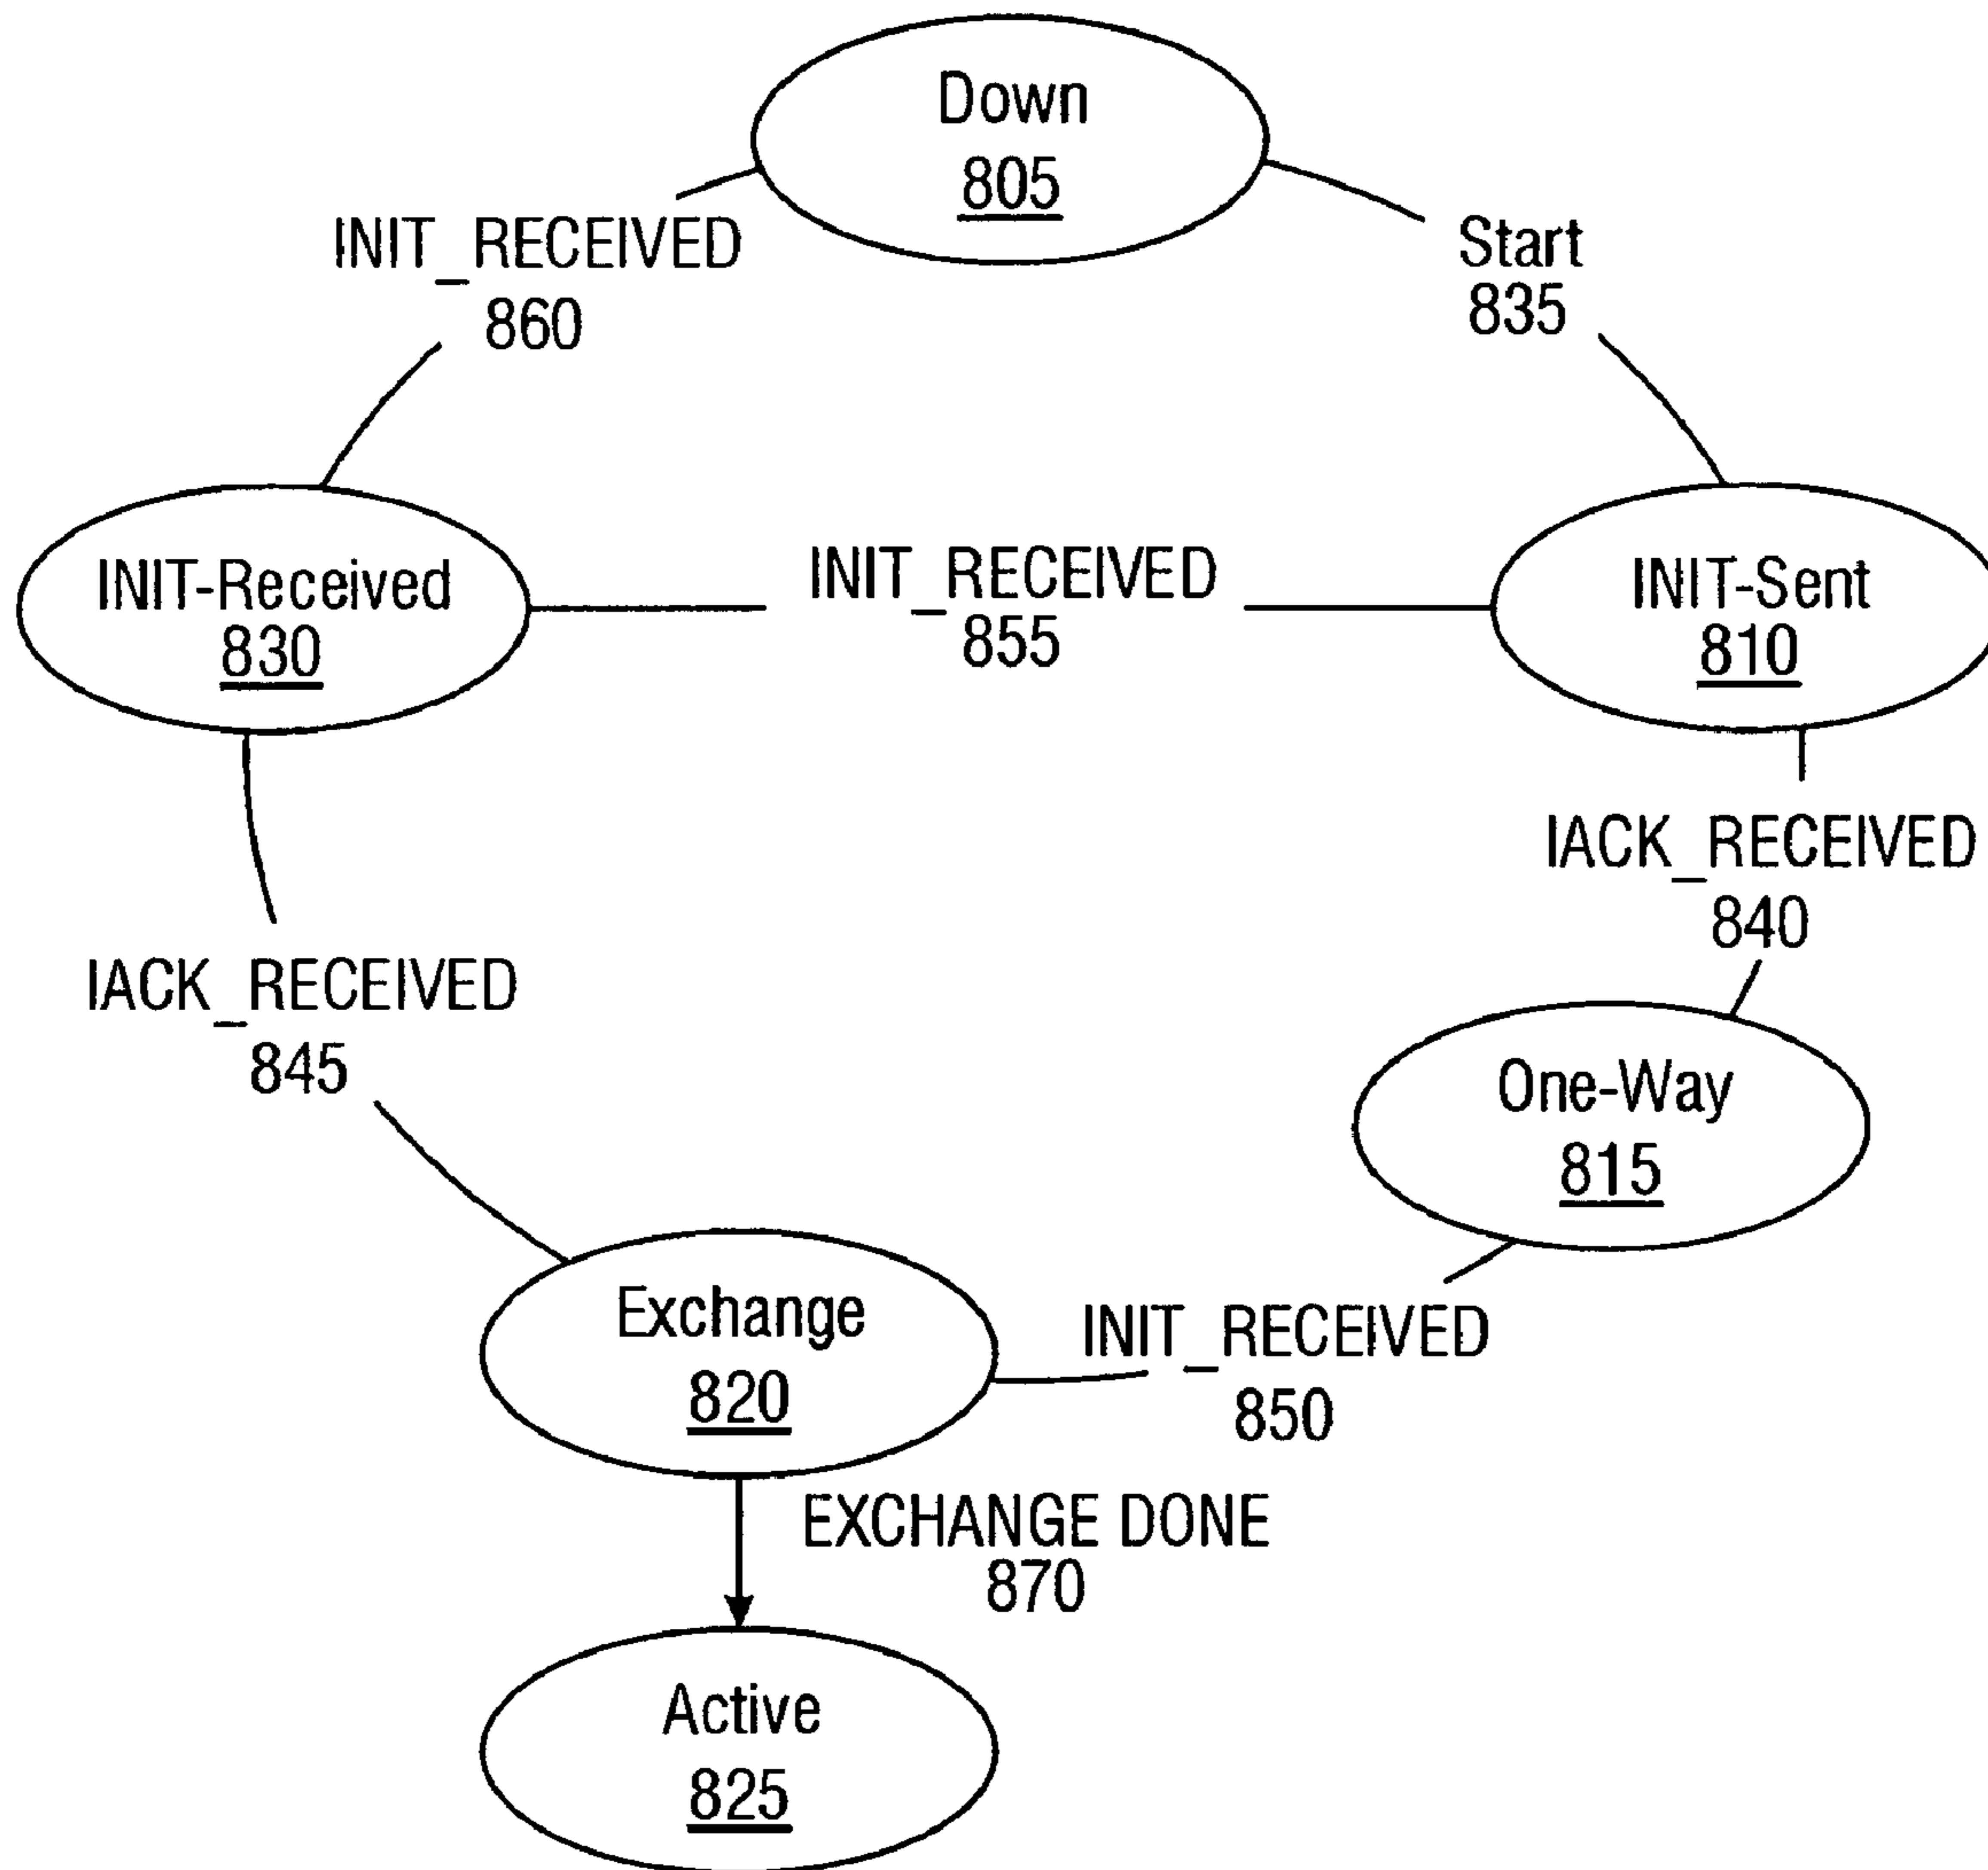 Down
805
INIT_RECEIVED
860
Start
835
INIT-Received
830
INIT_RECEIVED
855
INIT-Sent
810
IACK_RECEIVED
840
IACK_RECEIVED
845
One-Way
815
Exchange
820
INIT_RECEIVED
850
EXCHANGE DONE
870
Active
825